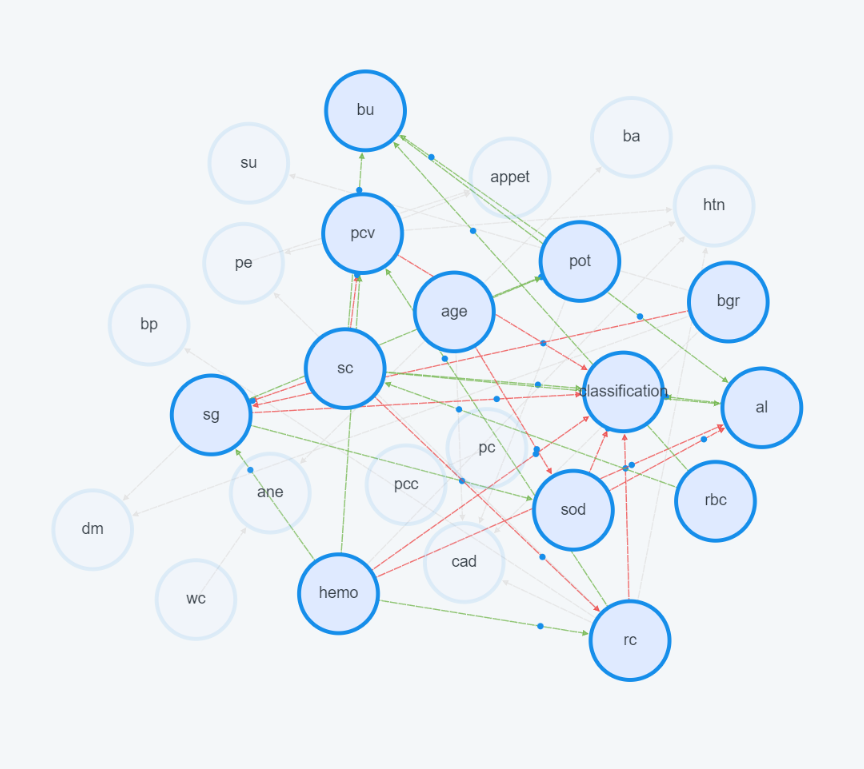 bu
ba
su
appet
htn
pcv
pe
pot
bgr
age
bp
sc
classification
al
sg
pc
pcc
ane
rbc
sod
dm
cad
hemo
wc
rc